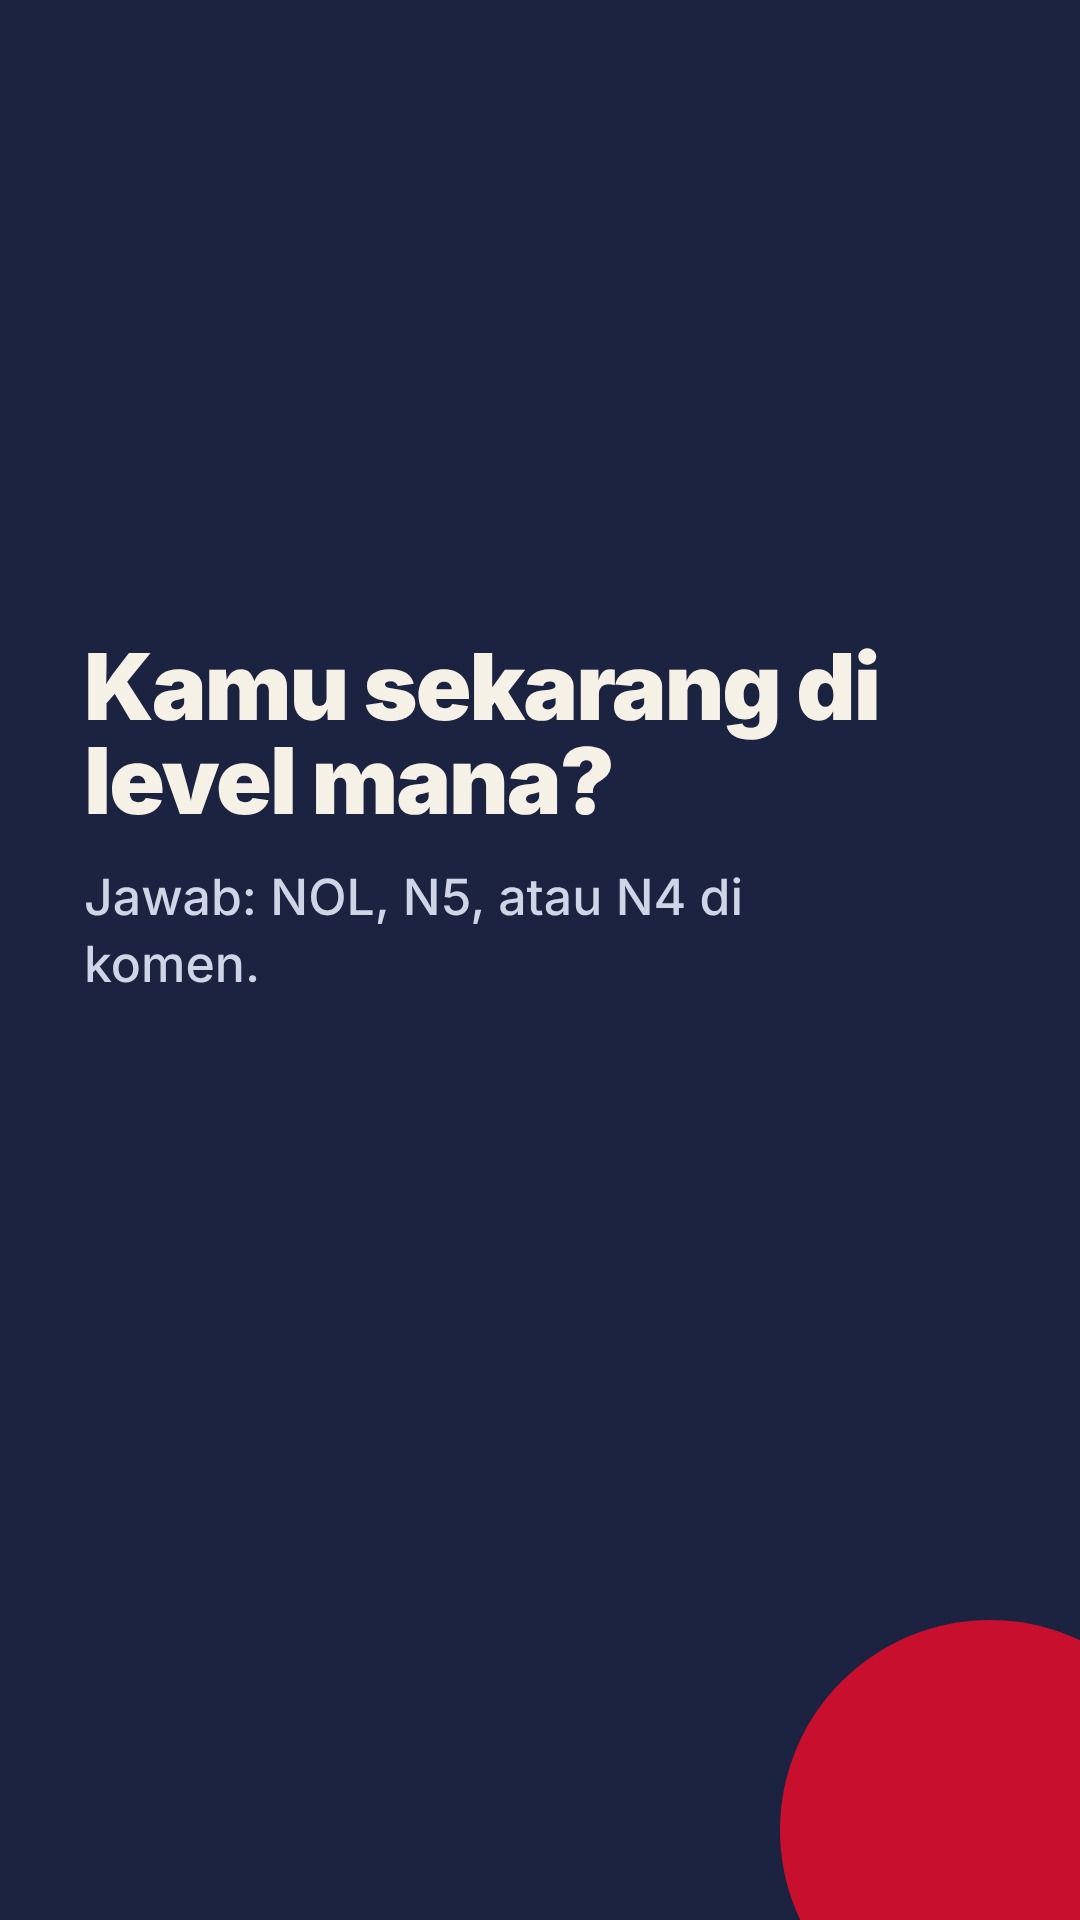 Kamu sekarang di
level mana?
Jawab: NOL, N5, atau N4 di
komen.